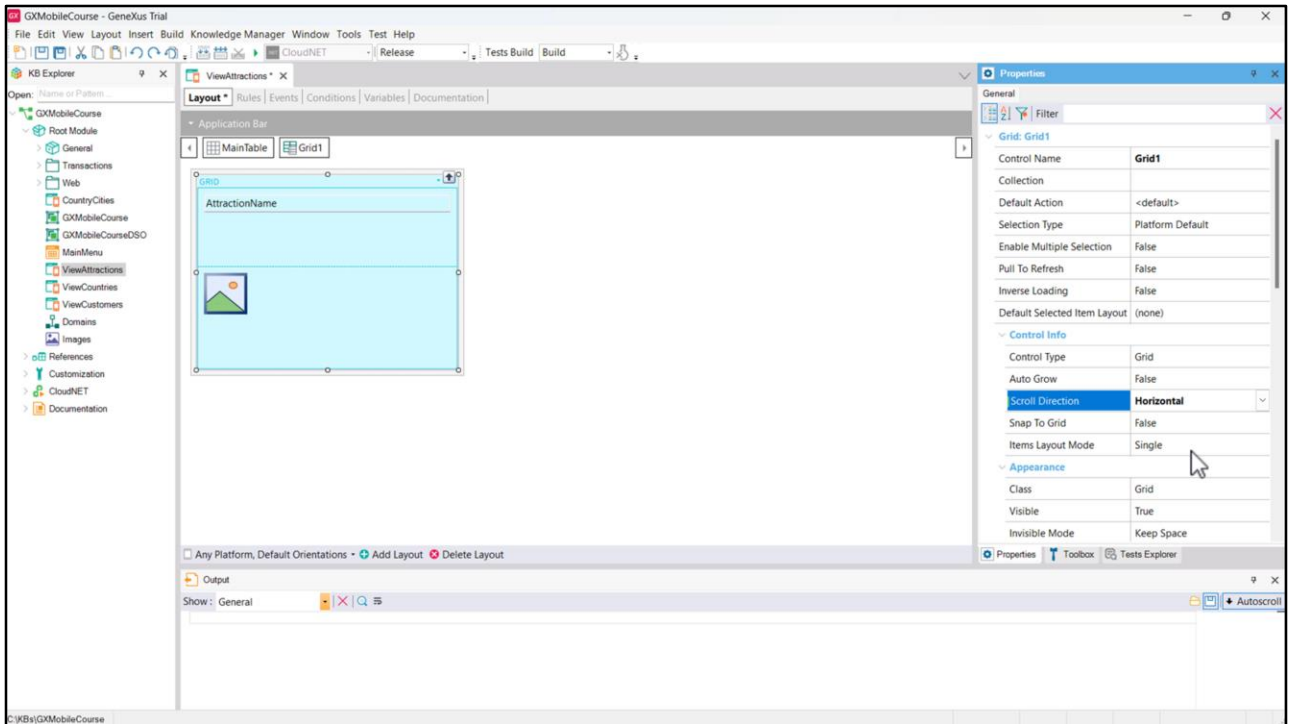 GX GXMobileCourse - GeneXus Trial
File Edit View Layout Insert Build Knowledge Manager Window Tools Test Help
CloudNET Release Tests Build Build
KB Explorer
Open: Name or Pattern...
GXMobileCourse
Root Module
General
Transactions
Web
CountryCities
GXMobileCourse
GXMobileCourseDSO
MainMenu
ViewAttractions
ViewCountries
ViewCustomers
Domains
Images
References
Customization
CloudNET
Documentation
ViewAttractions *
Layout * Rules Events Conditions Variables Documentation
Application Bar
MainTable Grid1
GRID
AttractionName
Any Platform, Default Orientations Add Layout Delete Layout
Output
Show: General
Autoscroll
Properties
General
Filter
Grid: Grid1
Control Name Grid1
Collection
Default Action <default>
Selection Type Platform Default
Enable Multiple Selection False
Pull To Refresh False
Inverse Loading False
Default Selected Item Layout (none)
Control Info
Control Type Grid
Auto Grow False
Scroll Direction Horizontal
Snap To Grid False
Items Layout Mode Single
Appearance
Class Grid
Visible True
Invisible Mode Keep Space
Properties Toolbox Tests Explorer
C:\KBs\GXMobileCourse